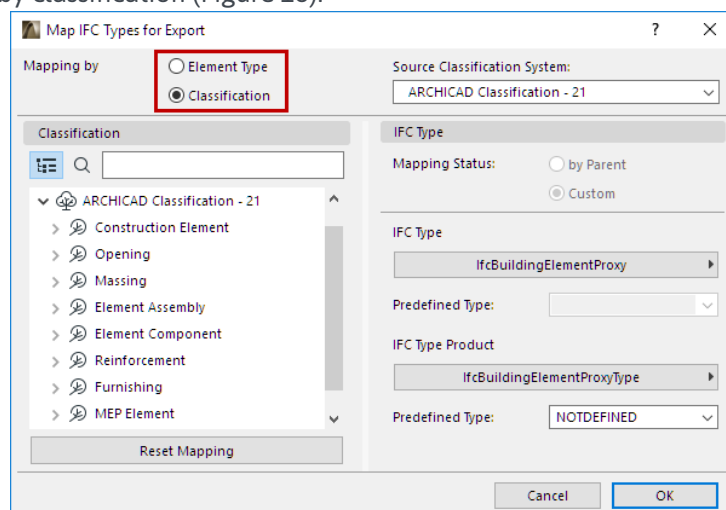 by Classification (Figure 28).
Map IFC Types for Export ? ×
Mapping by
Element Type
Classification
Source Classification System:
ARCHICAD Classification - 21
Classification
ARCHICAD Classification - 21
Construction Element
Opening
Massing
Element Assembly
Element Component
Reinforcement
Furnishing
MEP Element
Reset Mapping
IFC Type
Mapping Status:
by Parent
Custom
IFC Type
IfcBuildingElementProxy
Predefined Type:
IFC Type Product
IfcBuildingElementProxyType
Predefined Type:
NOTDEFINED
Cancel
OK